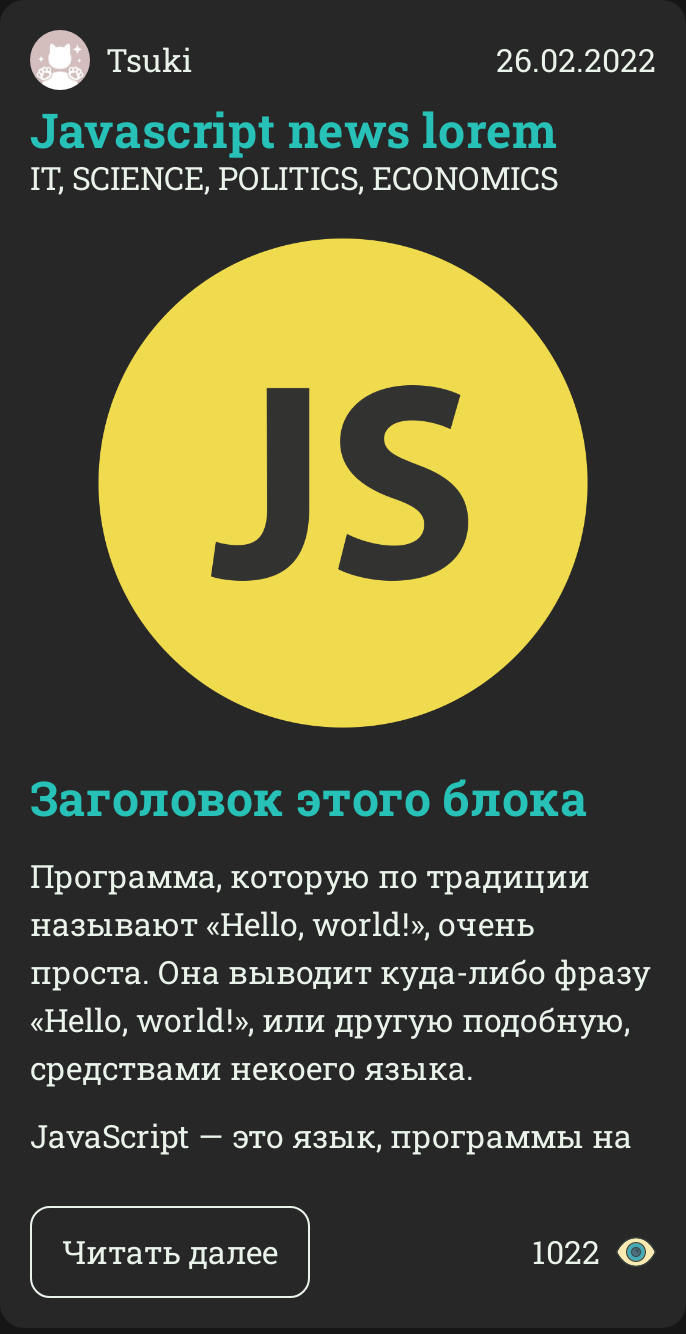 Tsuki 26.02.2022
Javascript news lorem
IT, SCIENCE, POLITICS, ECONOMICS
JS
Заголовок этого блока
Программа, которую по традиции
называют «Hello, world!», очень
проста. Она выводит куда-либо фразу
«Hello, world!», или другую подобную,
средствами некоего языка.
JavaScript — это язык, программы на
Читать далее 1022